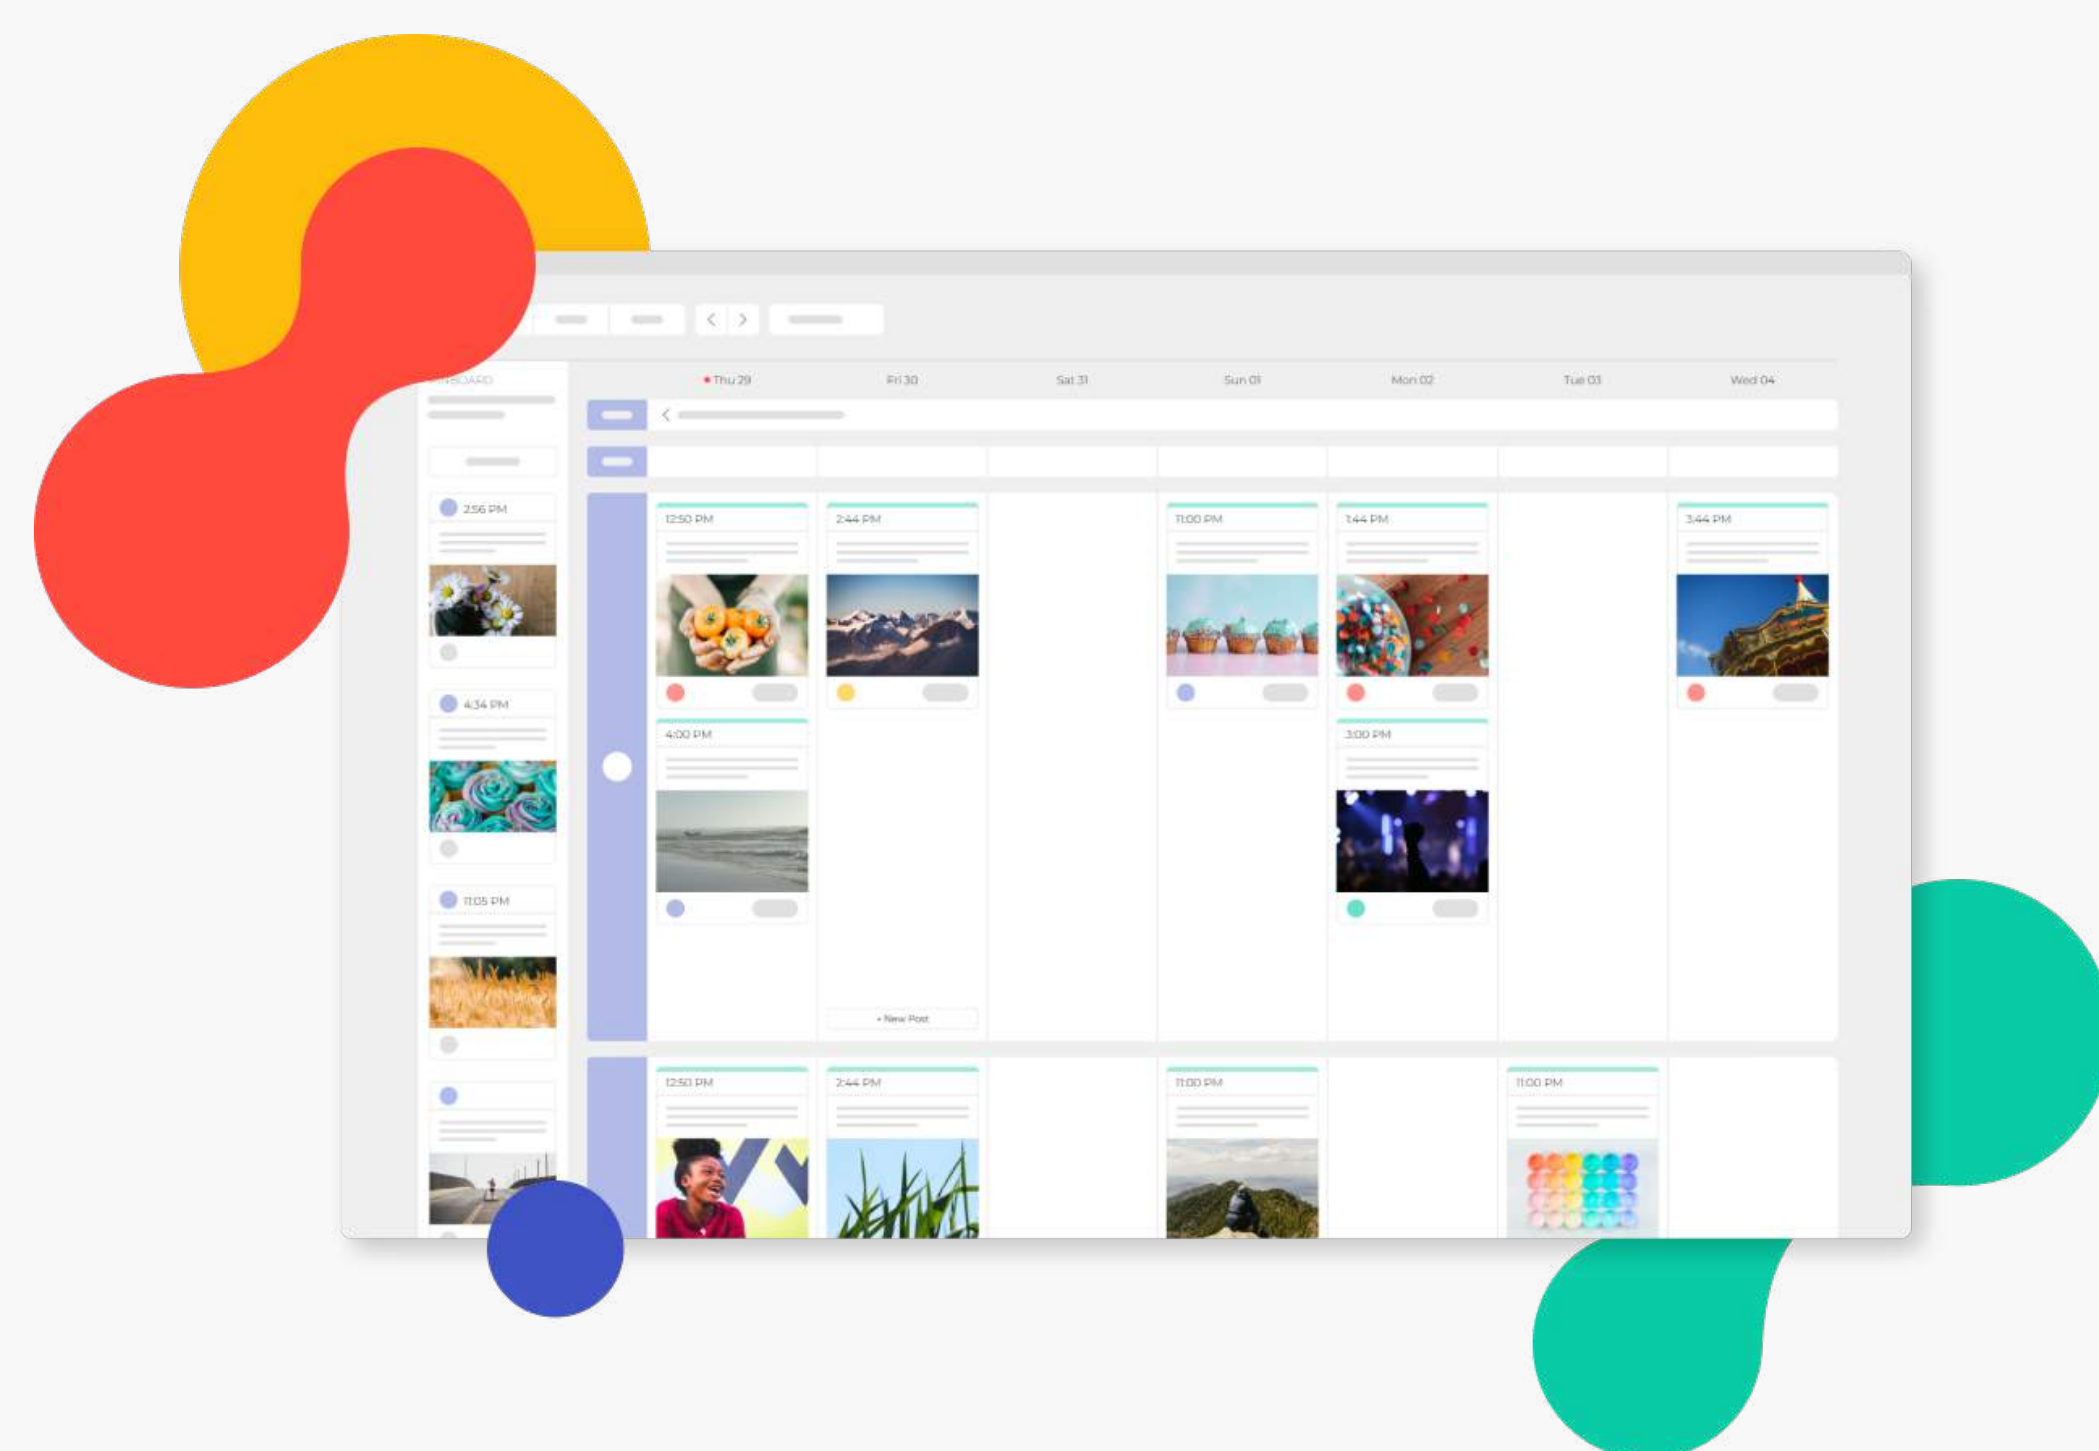 Thu 29 Fri 30 Sat 31 Sun 01 Mon 02 Tue 03 Wed 04
2:56 PM
4:34 PM
11:05 PM
12:50 PM 2:44 PM 11:00 PM 1:44 PM 3:44 PM
4:00 PM 3:00 PM
+ New Post
12:50 PM 2:44 PM 11:00 PM 11:00 PM